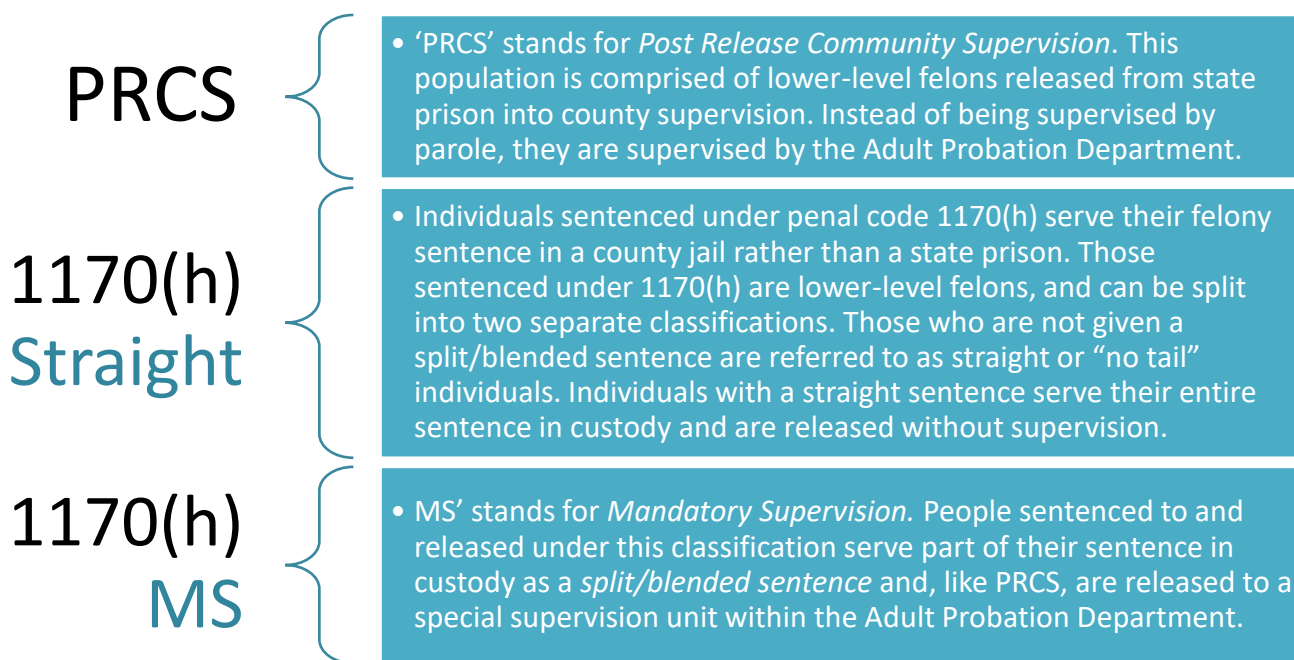 PRCS
• ‘PRCS’ stands for Post Release Community Supervision. This
population is comprised of lower-level felons released from state
prison into county supervision. Instead of being supervised by
parole, they are supervised by the Adult Probation Department.
1170(h)
Straight
• Individuals sentenced under penal code 1170(h) serve their felony
sentence in a county jail rather than a state prison. Those
sentenced under 1170(h) are lower-level felons, and can be split
into two separate classifications. Those who are not given a
split/blended sentence are referred to as straight or “no tail”
individuals. Individuals with a straight sentence serve their entire
sentence in custody and are released without supervision.
1170(h)
MS
• MS’ stands for Mandatory Supervision. People sentenced to and
released under this classification serve part of their sentence in
custody as a split/blended sentence and, like PRCS, are released to a
special supervision unit within the Adult Probation Department.